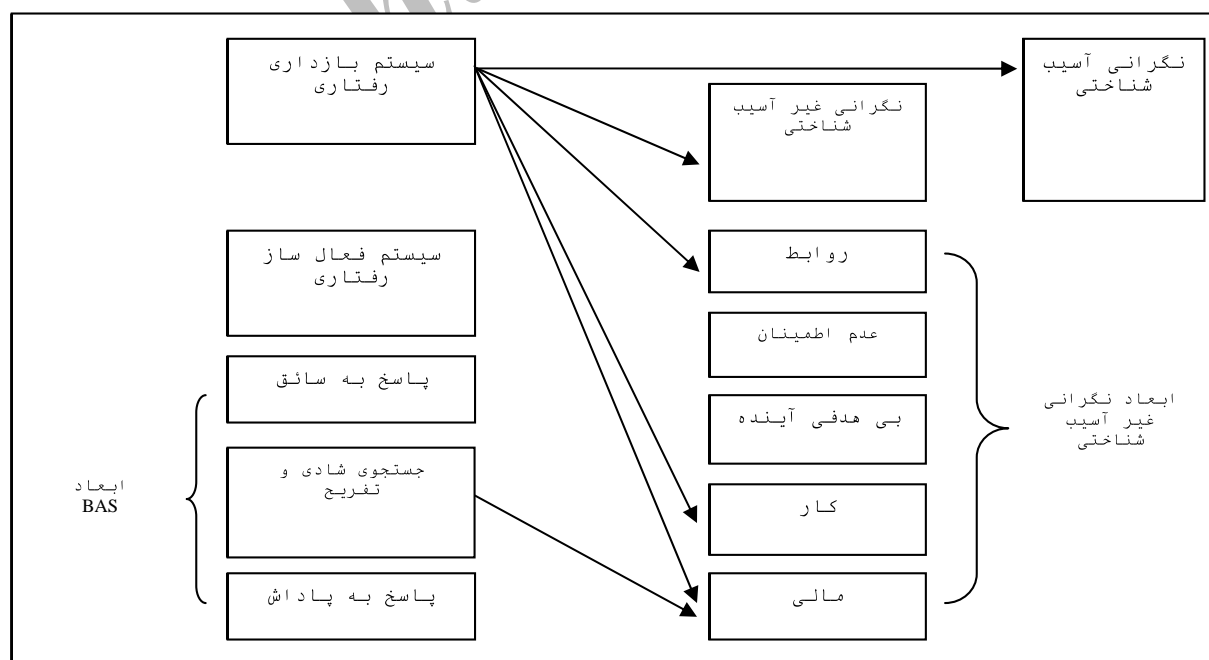 سیستم بازداری
رفتاری
نگرانی آسیب
شناختی
نگرانی غیر آسیب
شناختی
سیستم فعال ساز
رفتاری
روابط
عدم اطمینان
پاسخ به سائق
بی هدفی آینده
ابعاد نگرانی
غیر آسیب
شناختی
جستجوی شادی و
تفریح
ابعاد
BAS
کار
پاسخ به پاداش
مالی